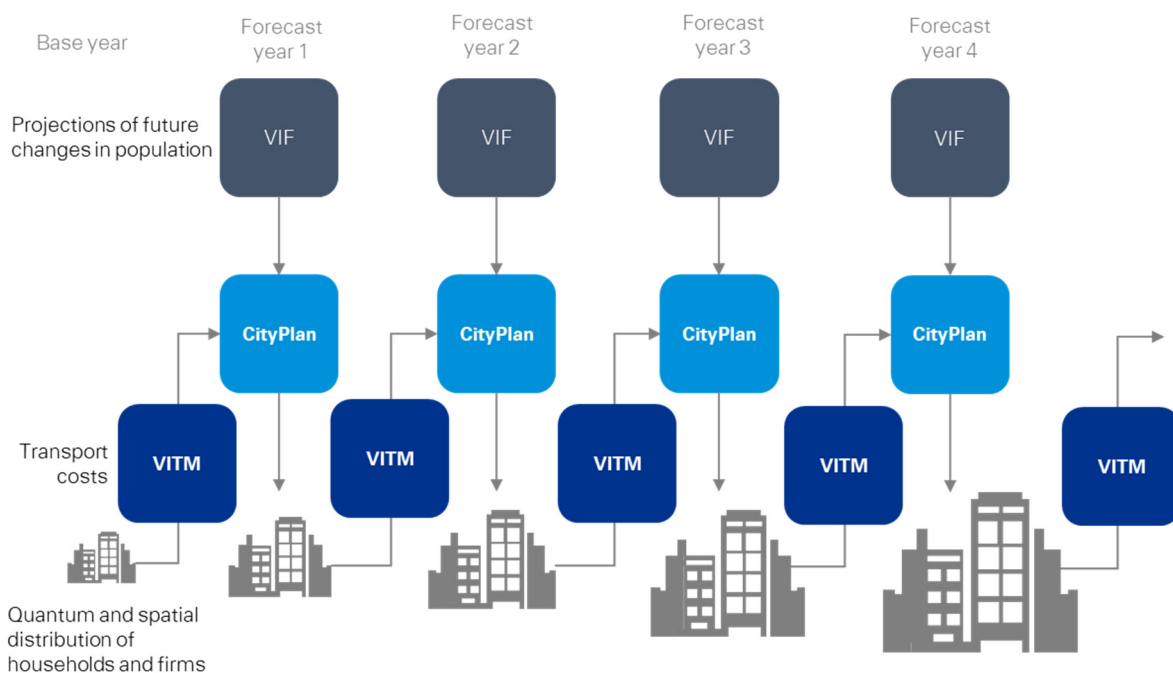 Base year
Forecast
year 1
Forecast
year 2
Forecast
year 3
Forecast
year 4
Projections of future
changes in population
VIF
VIF
VIF
VIF
CityPlan
CityPlan
CityPlan
CityPlan
Transport
costs
VITM
VITM
VITM
VITM
VITM
Quantum and spatial
distribution of
households and firms